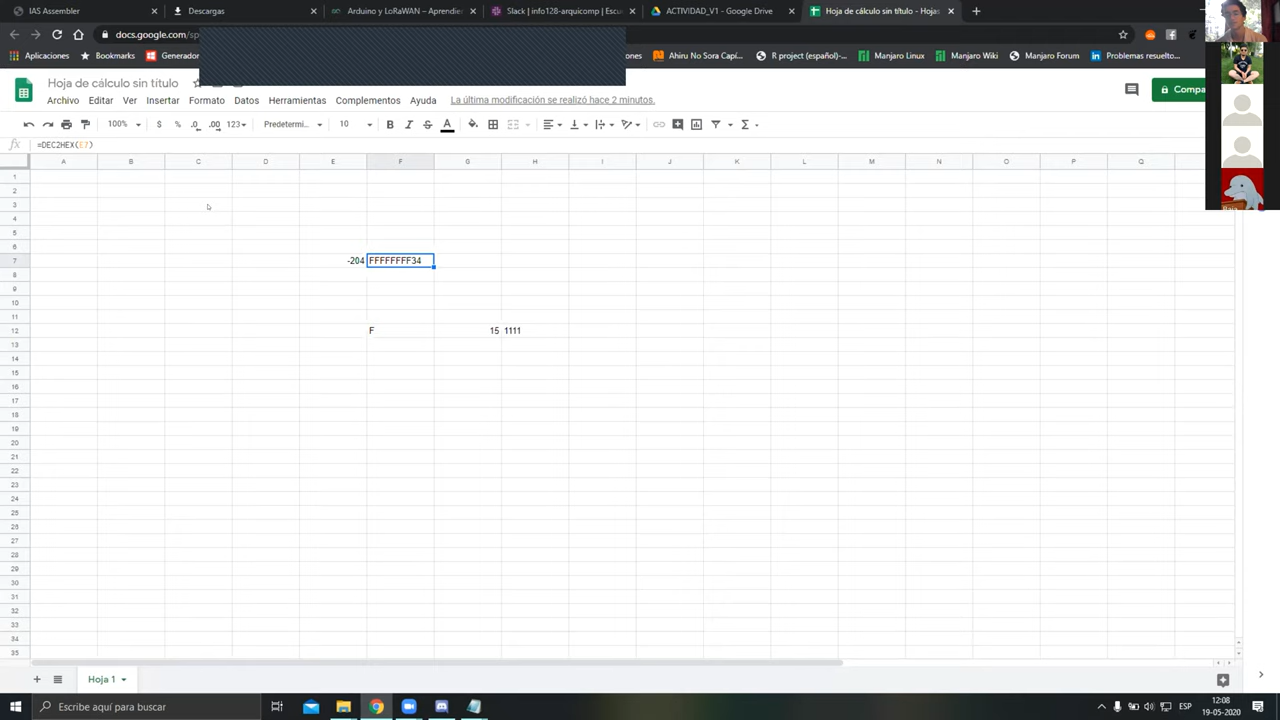 IAS Assembler
Descargas
Arduino y LoRaWAN – Aprendier
Slack | info128-arquicomp | Escu
ACTIVIDAD_V1 - Google Drive
Hoja de cálculo sin título - Hojas
docs.google.com/sp
Aplicaciones
Bookmarks
Generador
iones
Ahiru No Sora Capí...
R project (español)-...
Manjaro Linux
Manjaro Wiki
Manjaro Forum
Problemas resuelto...
Hoja de cálculo sin título
Archivo Editar Ver Insertar Formato Datos Herramientas Complementos Ayuda
La última modificación se realizó hace 2 minutos.
Compa
100% $ % .0 .00 123 Predetermi... 10 B I S A
=DEC2HEX(E7)
A B C D E F G H I J K L M N O P Q
1
2
3
4
5
6
7 -204 FFFFFFFF34
8
9
10
11
12 F 15 1111
13
14
15
16
17
18
19
20
21
22
23
24
25
26
27
28
29
30
31
32
33
34
35
Hoja 1
Escribe aquí para buscar
ESP
12:08
19-05-2020